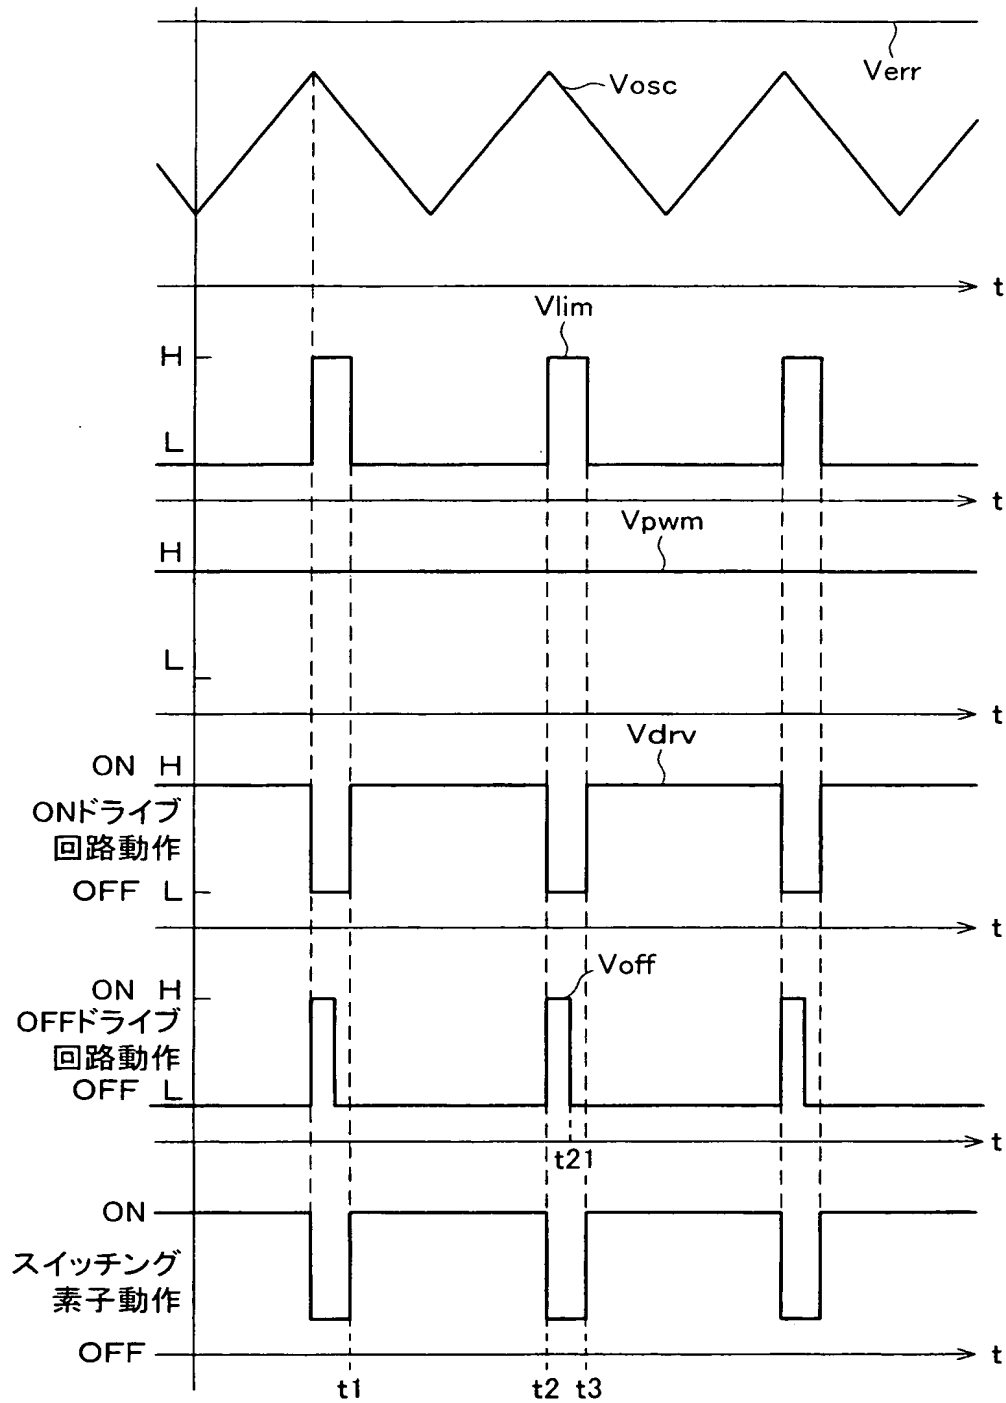 Verr
Vosc
t
Vlim
H
L
t
Vpwm
H
L
t
Vdrv
ON H
ONドライブ
回路動作
OFF L
t
Voff
ON H
OFFドライブ
回路動作
OFF L
t
t21
ON
スイッチング
素子動作
OFF
t
t1 t2 t3